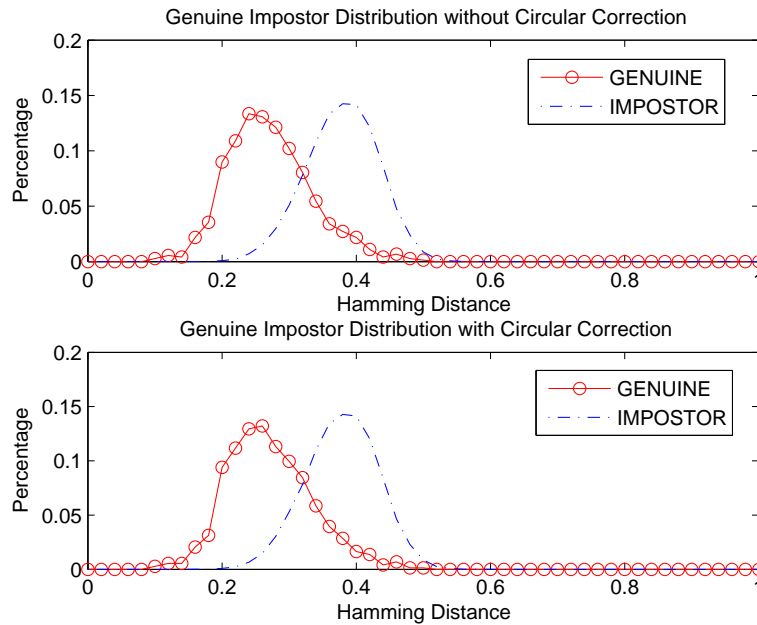 Genuine Impostor Distribution without Circular Correction
0.2
0.15
0.1
0.05
0
Percentage
GENUINE
IMPOSTOR
0 0.2 0.4 0.6 0.8 1
Hamming Distance
Genuine Impostor Distribution with Circular Correction
0.2
0.15
0.1
0.05
0
Percentage
GENUINE
IMPOSTOR
0 0.2 0.4 0.6 0.8 1
Hamming Distance